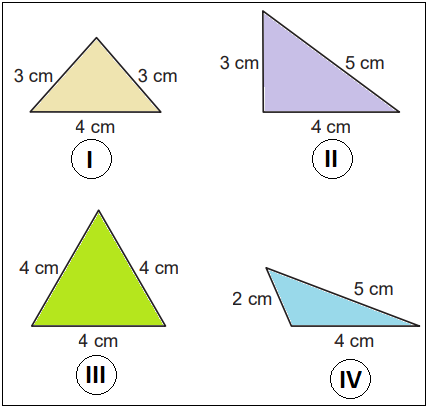 3 cm 3 cm
4 cm
I
3 cm 5 cm
4 cm
II
4 cm 4 cm
4 cm
III
2 cm 5 cm
4 cm
IV